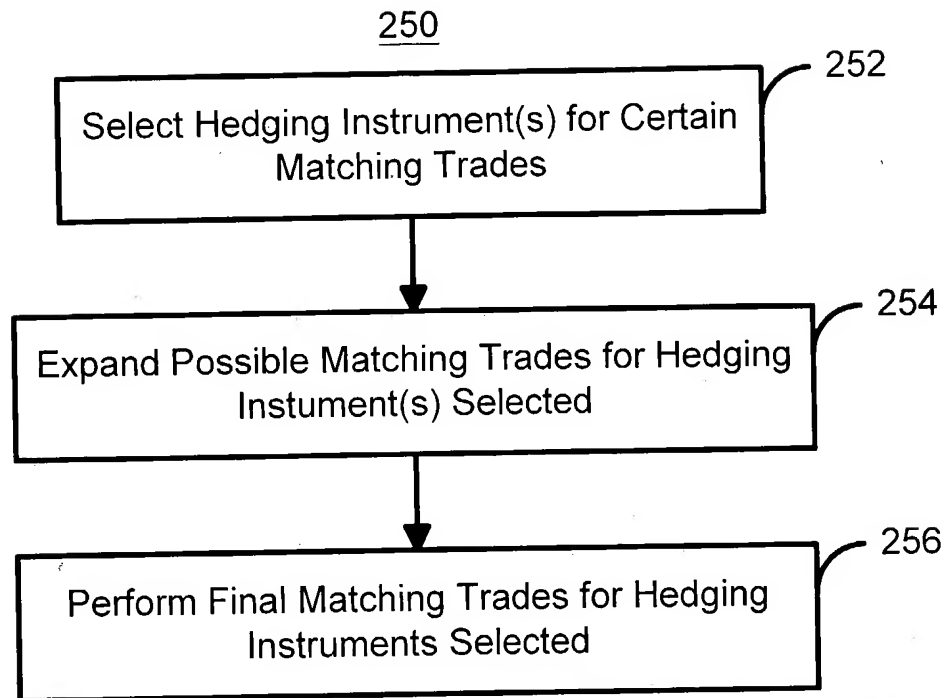 250
252
Select Hedging Instrument(s) for Certain
Matching Trades
254
Expand Possible Matching Trades for Hedging
Instument(s) Selected
256
Perform Final Matching Trades for Hedging
Instruments Selected